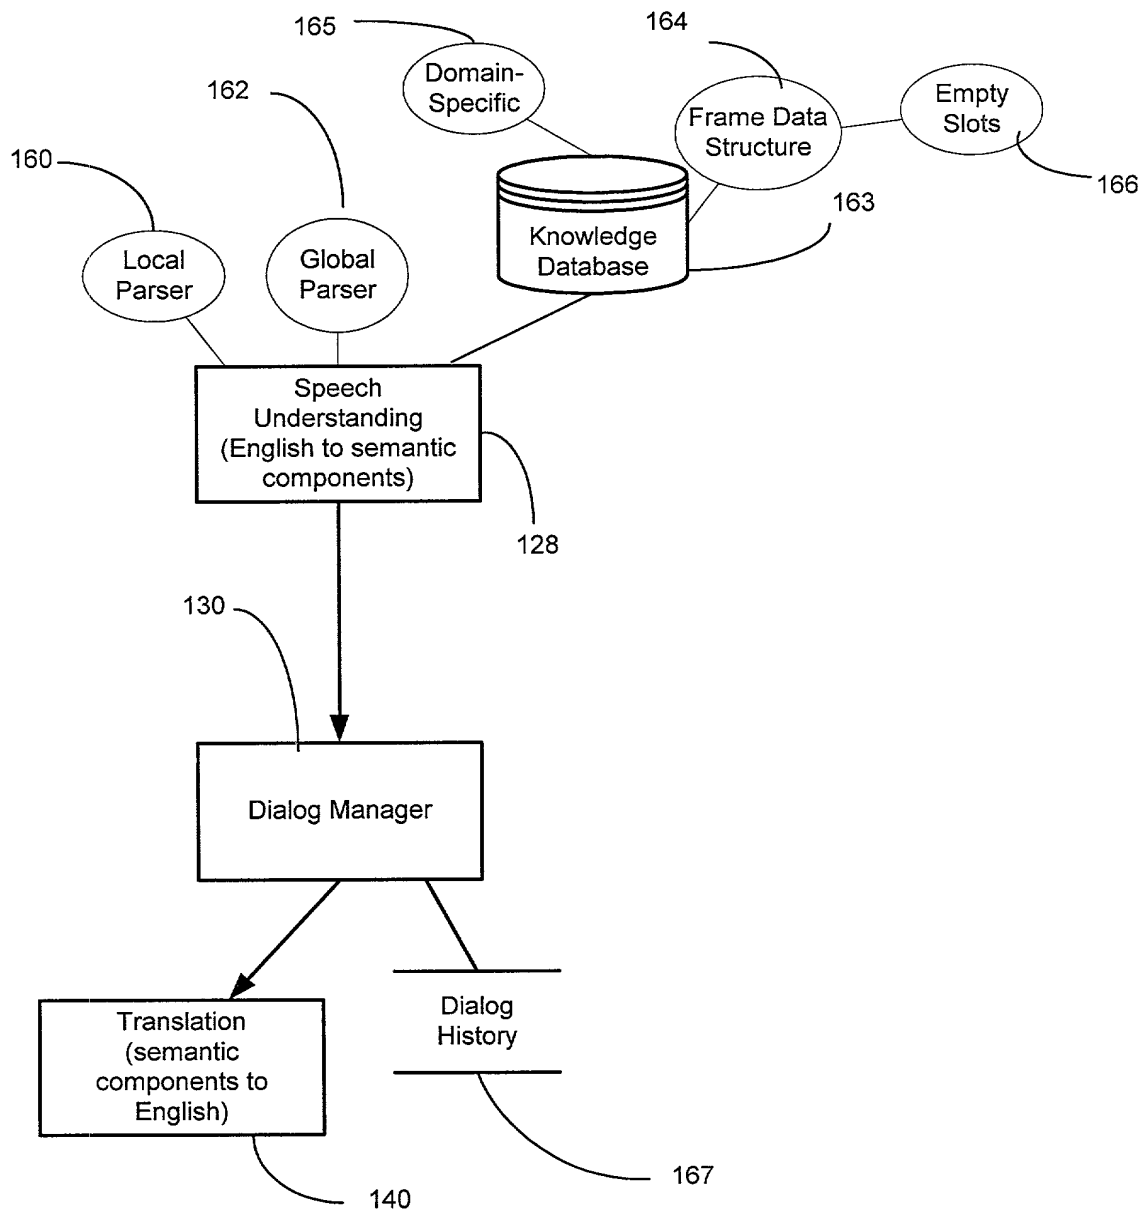 165
Domain-
Specific
164
Frame Data
Structure
Empty
Slots
166
162
160
Local
Parser
Global
Parser
Knowledge
Database
163
Speech
Understanding
(English to semantic
components)
128
130
Dialog Manager
Translation
(semantic
components to
English)
140
Dialog
History
167